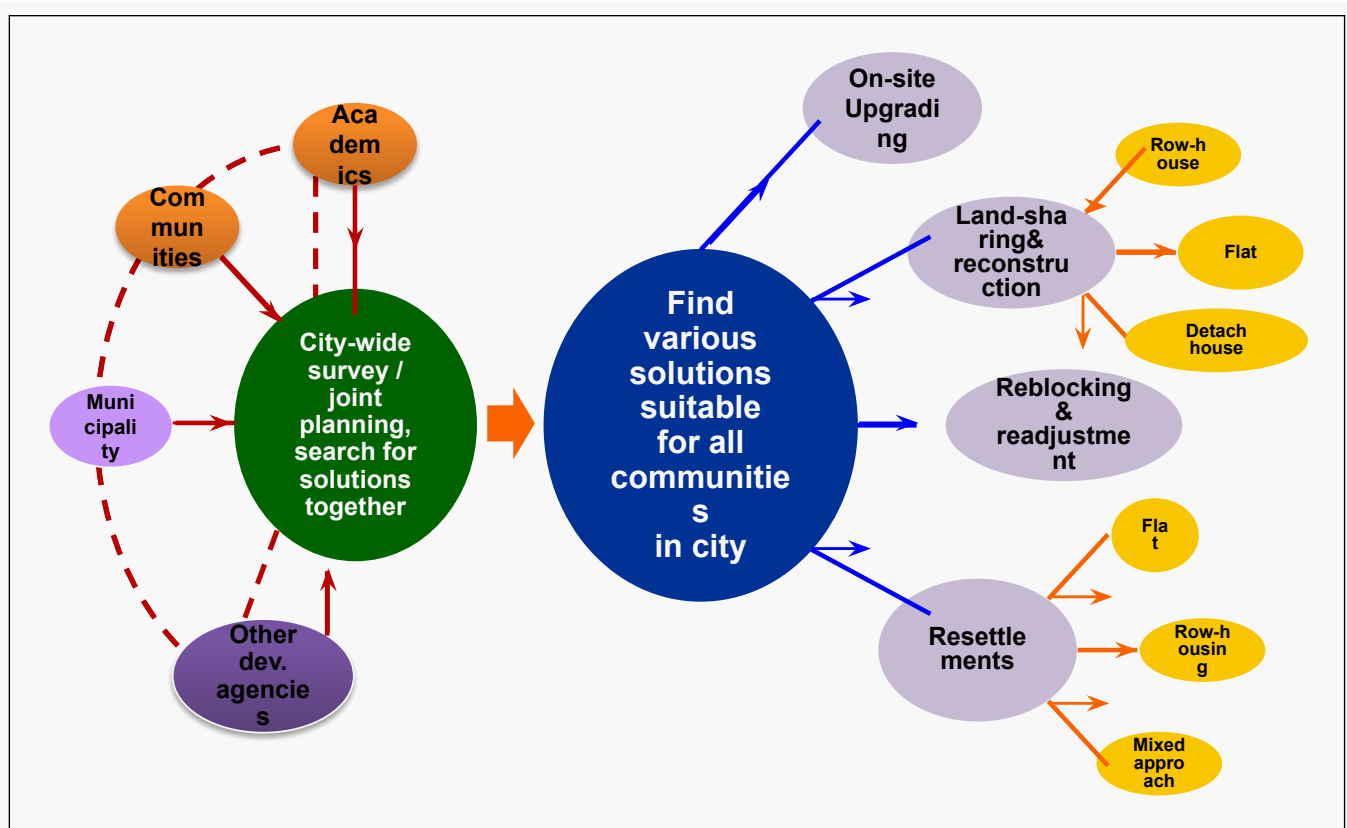 Aca
dem
ics
Com
mun
ities
Muni
cipali
ty
Other
dev.
agencie
s
City-wide
survey /
joint
planning,
search for
solutions
together
Find
various
solutions
suitable
for all
communitie
s
in city
On-site
Upgradi
ng
Land-sha
ring&
reconstru
ction
Row-h
ouse
Flat
Detach
house
Reblocking
&
readjustme
nt
Resettle
ments
Fla
t
Row-h
ousin
g
Mixed
appro
ach